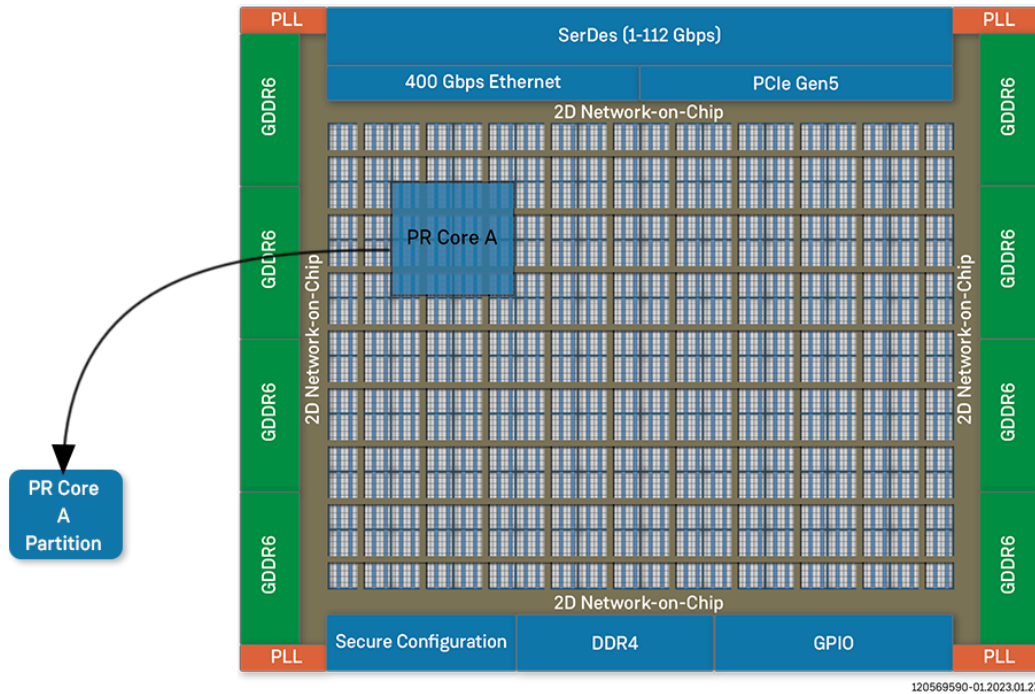 PLL
SerDes (1-112 Gbps)
PLL
400 Gbps Ethernet
PCIe Gen5
2D Network-on-Chip
GDDR6
GDDR6
GDDR6
GDDR6
2D Network-on-Chip
PR Core A
2D Network-on-Chip
GDDR6
GDDR6
GDDR6
GDDR6
PR Core
A
Partition
2D Network-on-Chip
Secure Configuration
DDR4
GPIO
PLL
PLL